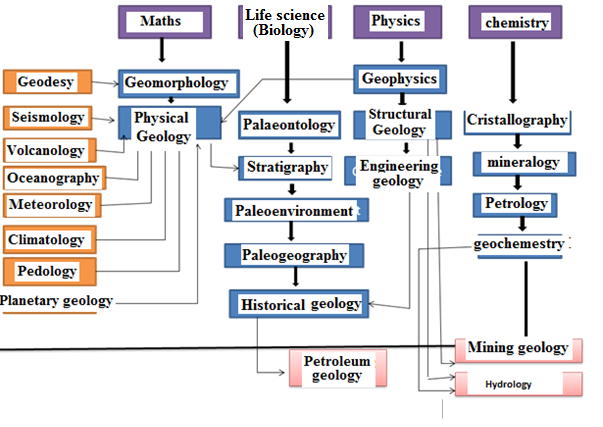 Maths
Life science
(Biology)
Physics
chemistry
Geodesy
Geomorphology
Geophysics
Seismology
Physical
Geology
Palaeontology
Structural
Geology
Cristallography
Volcanology
Stratigraphy
Engineering
geology
mineralogy
Oceanography
Meteorology
Paleoenvironment
Petrology
Climatology
Paleogeography
geochemestry
Pedology
Planetary geology
Historical geology
Mining geology
Petroleum
geology
Hydrology